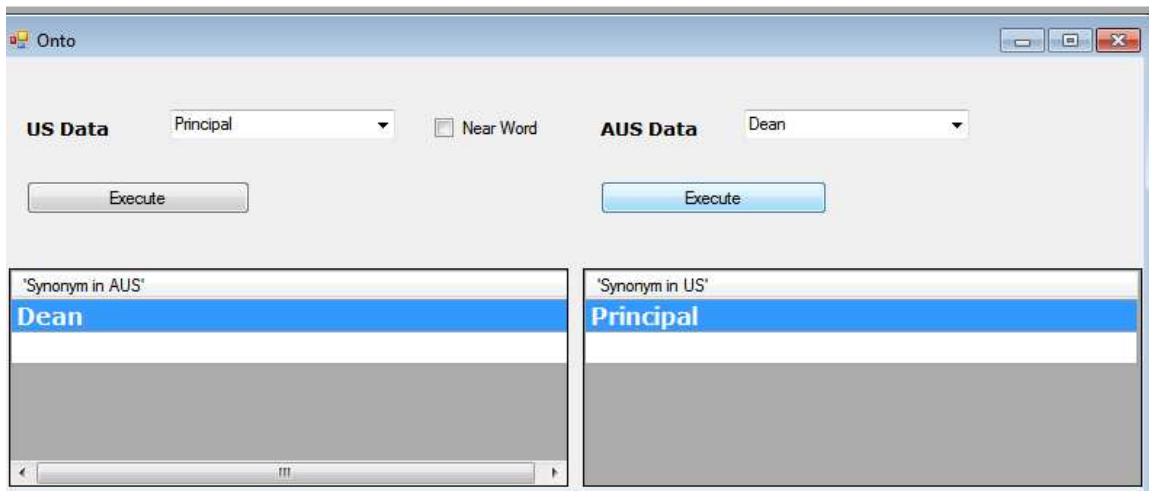 Onto
US Data Principal Near Word AUS Data Dean
Execute Execute
'Synonym in AUS' 'Synonym in US'
Dean Principal